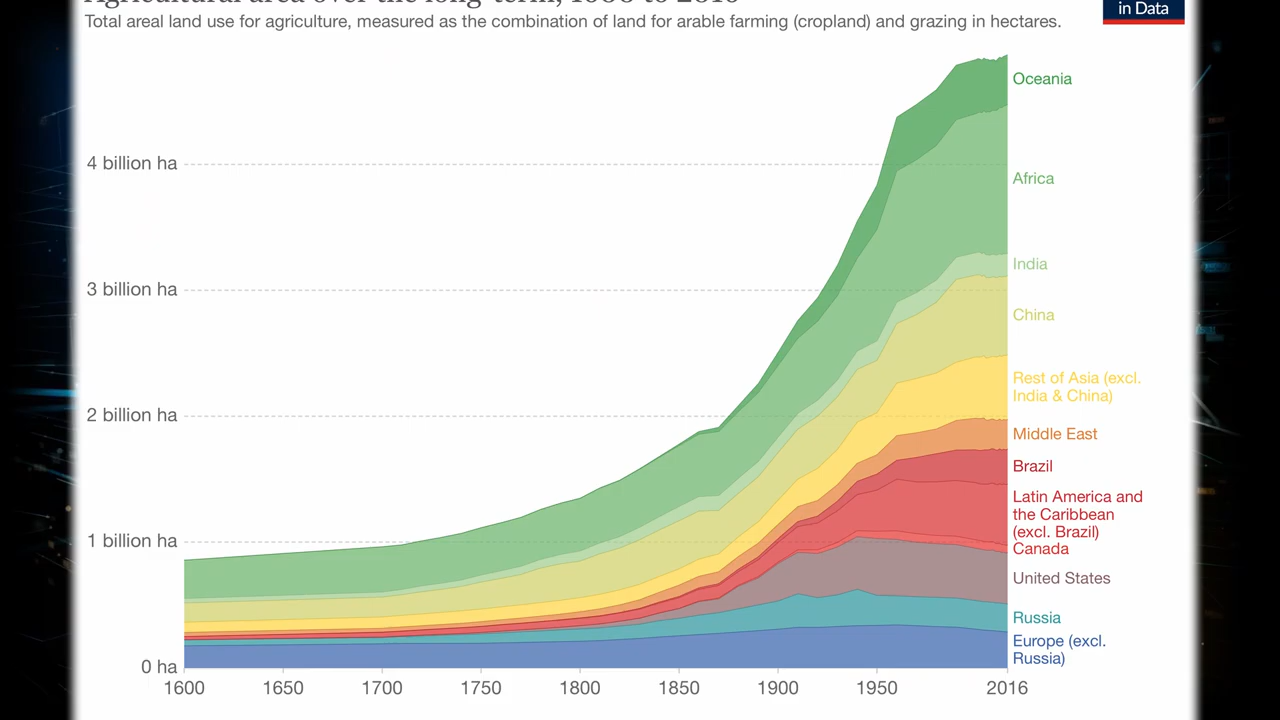 Total areal land use for agriculture, measured as the combination of land for arable farming (cropland) and grazing in hectares.
in Data
Oceania
4 billion ha
Africa
India
3 billion ha
China
Rest of Asia (excl.
India & China)
2 billion ha
Middle East
Brazil
Latin America and
the Caribbean
(excl. Brazil)
1 billion ha
Canada
United States
Russia
Europe (excl.
Russia)
0 ha
1600 1650 1700 1750 1800 1850 1900 1950 2016